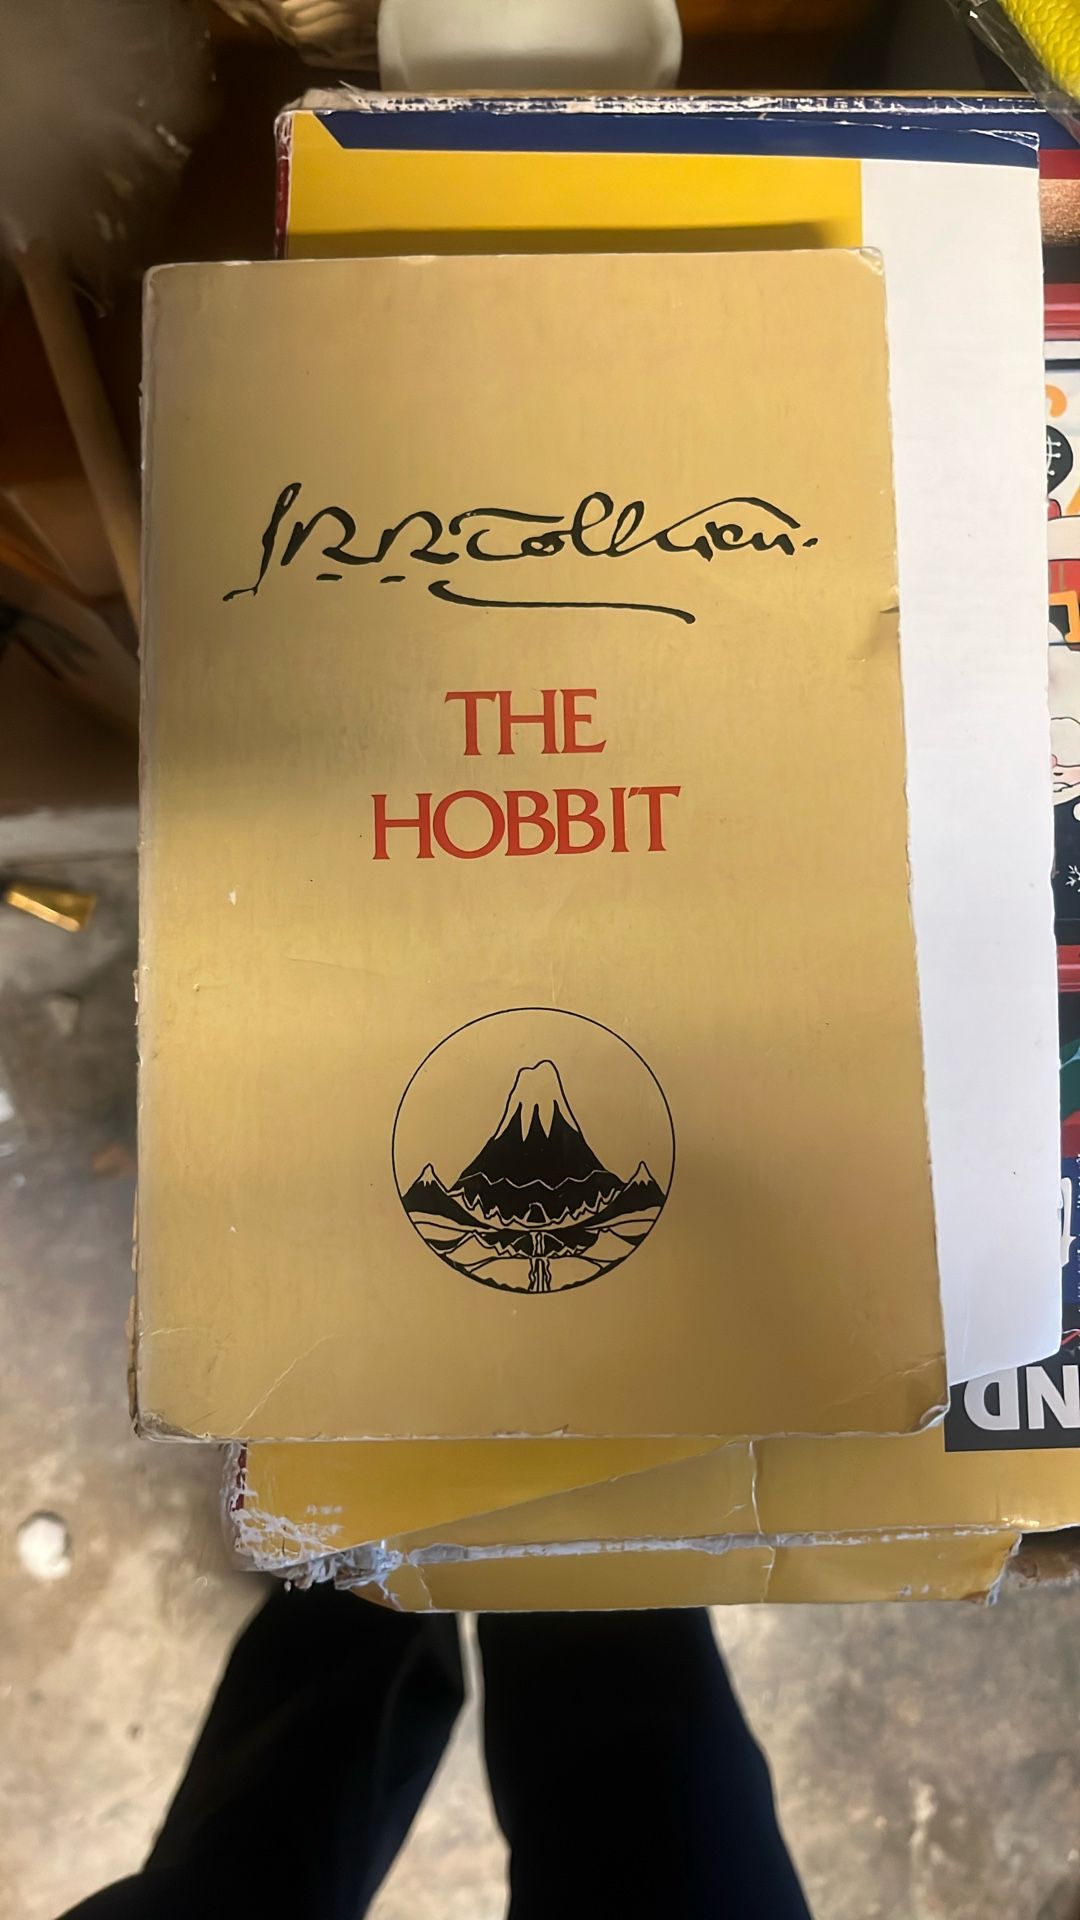 J.R.R. Tolkien.
THE
HOBBIT